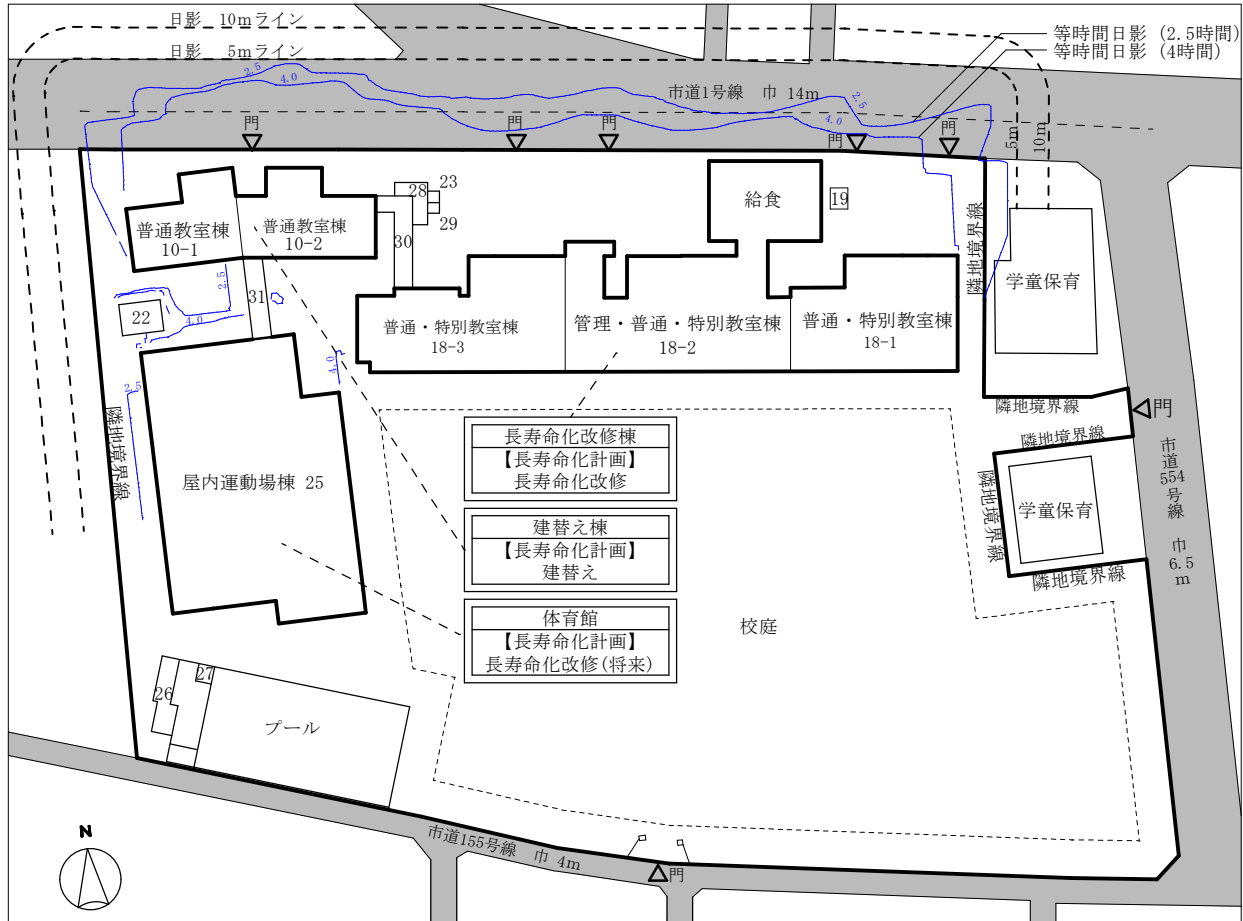 日影 10mライン
等時間日影 (2.5時間)
日影 5mライン
等時間日影 (4時間)
2.5
4.0
市道1号線 巾 14m
2.5
4.0
門
門
門
門
門
5m
10m
28
23
29
30
給食
19
普通教室棟
10-1
普通教室棟
10-2
隣地境界線
学童保育
2.5
31
22
4.0
普通・特別教室棟
18-3
管理・普通・特別教室棟
18-2
普通・特別教室棟
18-1
4.0
2.5
隣地境界線
隣地境界線
門
隣地境界線
隣地境界線
学童保育
隣地境界線
市道554号線 巾6.5m
屋内運動場棟 25
長寿命化改修棟
【長寿命化計画】
長寿命化改修
建替え棟
【長寿命化計画】
建替え
体育館
【長寿命化計画】
長寿命化改修(将来)
校庭
26
27
プール
市道155号線 巾 4m
門
N